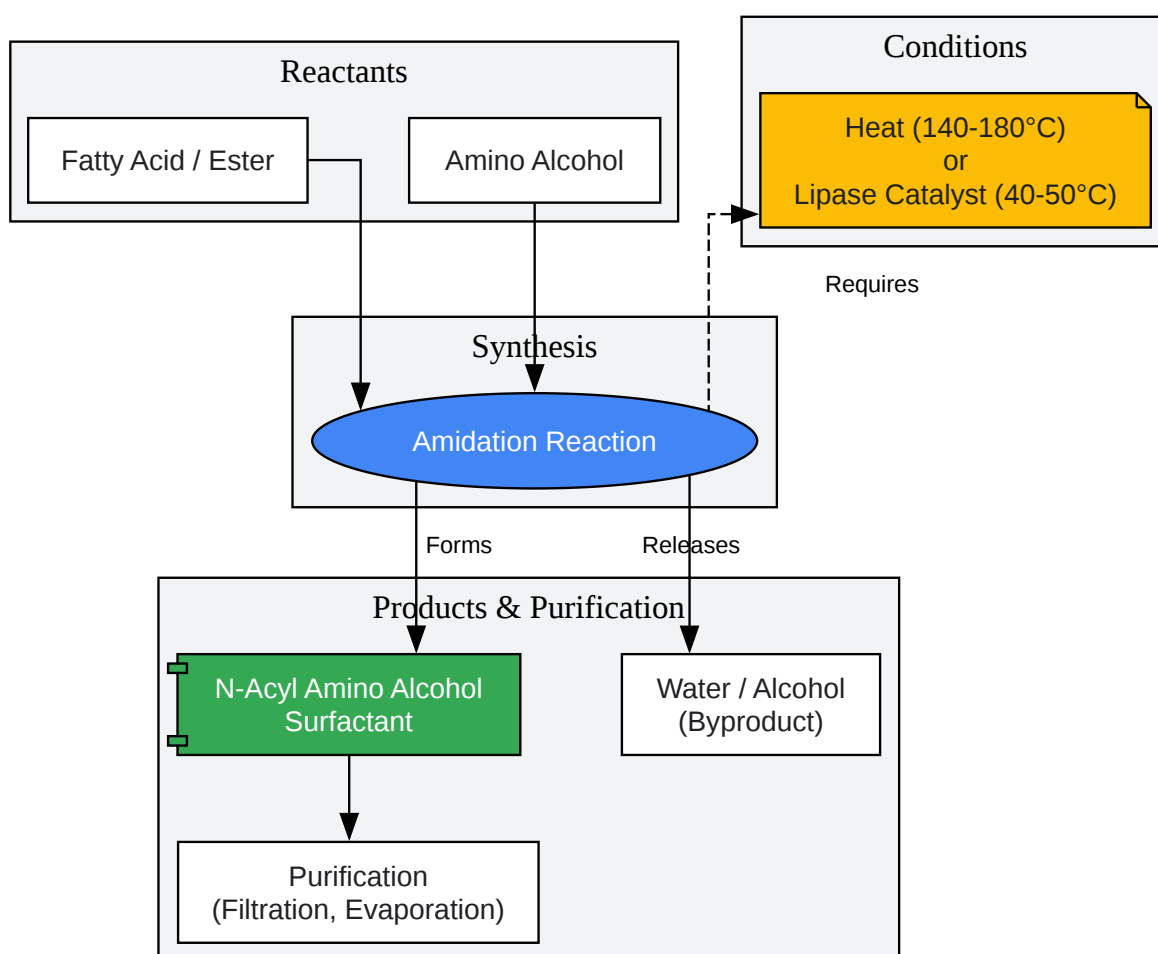 Reactants
Fatty Acid / Ester
Amino Alcohol
Conditions
Heat (140-180°C)
or
Lipase Catalyst (40-50°C)
Requires
Synthesis
Amidation Reaction
Forms
Releases
Products & Purification
N-Acyl Amino Alcohol
Surfactant
Water / Alcohol
(Byproduct)
Purification
(Filtration, Evaporation)